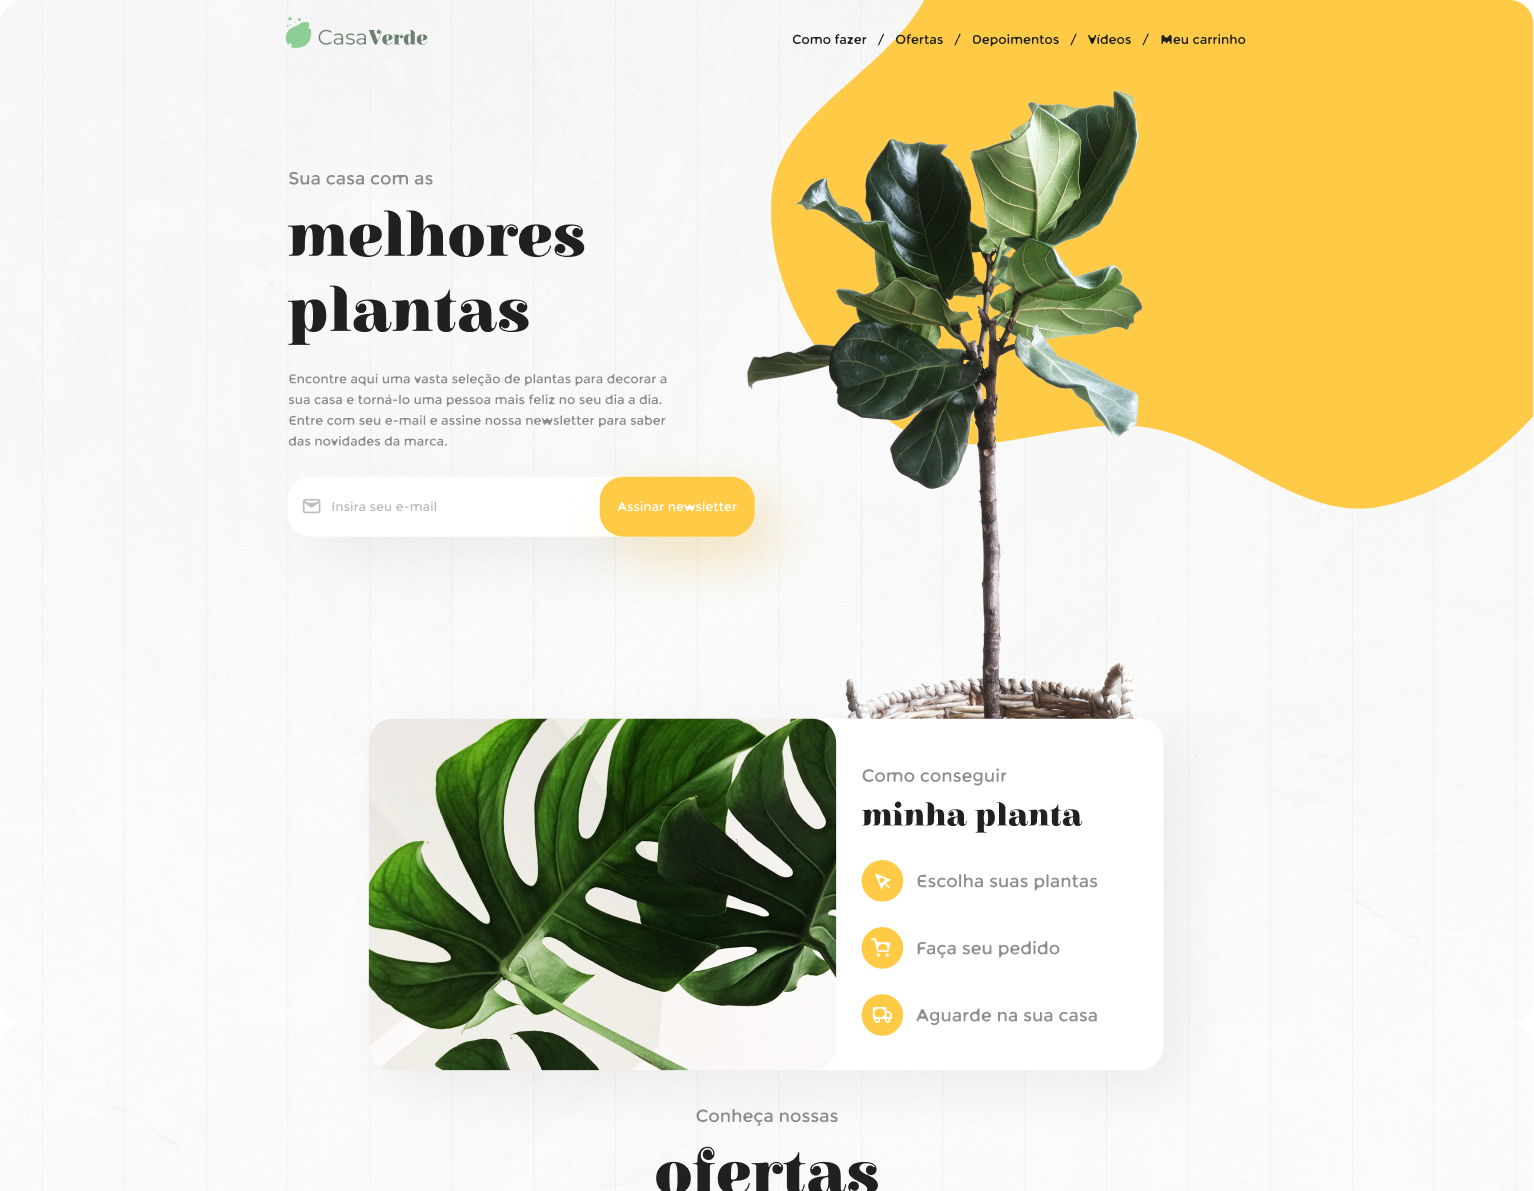 CasaVerde
Como fazer / Ofertas / Depoimentos / Vídeos / Meu carrinho
Sua casa com as
melhores
plantas
Encontre aqui uma vasta seleção de plantas para decorar a
sua casa e torná-lo uma pessoa mais feliz no seu dia a dia.
Entre com seu e-mail e assine nossa newsletter para saber
das novidades da marca.
Insira seu e-mail
Assinar newsletter
Como conseguir
minha planta
Escolha suas plantas
Faça seu pedido
Aguarde na sua casa
Conheça nossas
ofertas